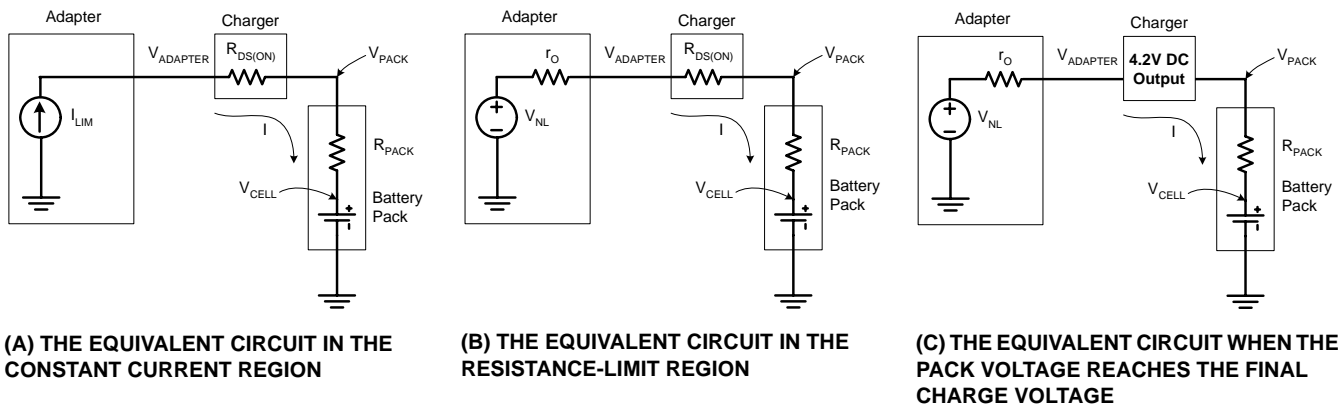 Adapter
Charger
V_ADAPTER
R_DS(ON)
V_PACK
I_LIM
I
R_PACK
V_CELL
Battery
Pack
+
(A) THE EQUIVALENT CIRCUIT IN THE
CONSTANT CURRENT REGION
Adapter
Charger
r_O
V_ADAPTER
R_DS(ON)
V_PACK
+
−
V_NL
I
R_PACK
V_CELL
Battery
Pack
+
(B) THE EQUIVALENT CIRCUIT IN THE
RESISTANCE-LIMIT REGION
Adapter
Charger
r_O
V_ADAPTER
4.2V DC
Output
V_PACK
+
−
V_NL
I
R_PACK
V_CELL
Battery
Pack
+
(C) THE EQUIVALENT CIRCUIT WHEN THE
PACK VOLTAGE REACHES THE FINAL
CHARGE VOLTAGE